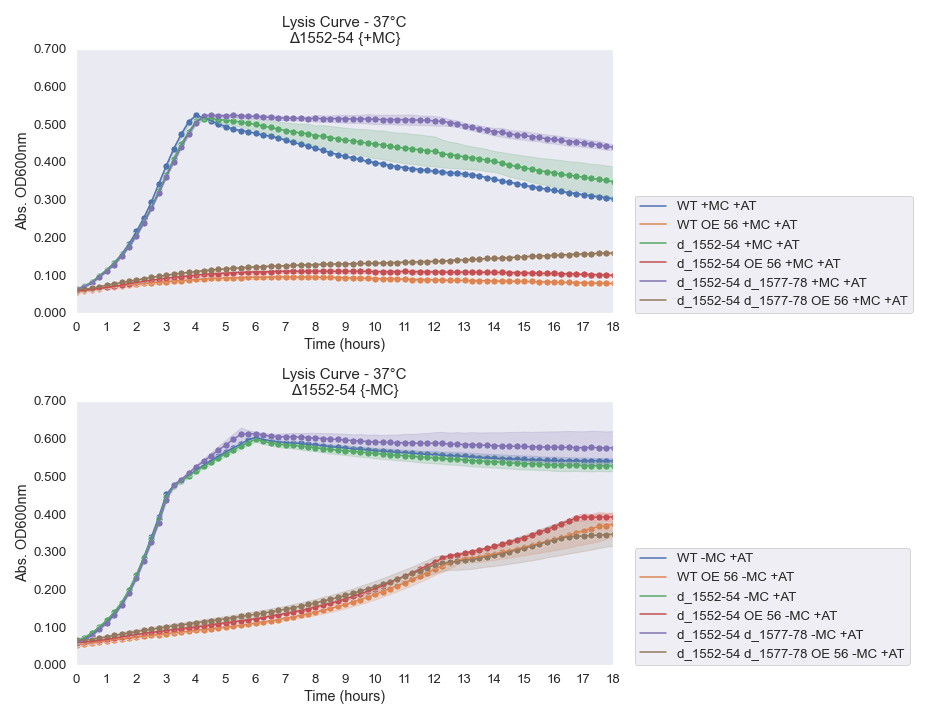 Lysis Curve - 37°C
Δ1552-54 {+MC}
0.700
0.600
0.500
0.400
0.300
0.200
0.100
0.000
Abs. OD600nm
0 1 2 3 4 5 6 7 8 9 10 11 12 13 14 15 16 17 18
Time (hours)
WT +MC +AT
WT OE 56 +MC +AT
d_1552-54 +MC +AT
d_1552-54 OE 56 +MC +AT
d_1552-54 d_1577-78 +MC +AT
d_1552-54 d_1577-78 OE 56 +MC +AT
Lysis Curve - 37°C
Δ1552-54 {-MC}
0.700
0.600
0.500
0.400
0.300
0.200
0.100
0.000
Abs. OD600nm
0 1 2 3 4 5 6 7 8 9 10 11 12 13 14 15 16 17 18
Time (hours)
WT -MC +AT
WT OE 56 -MC +AT
d_1552-54 -MC +AT
d_1552-54 OE 56 -MC +AT
d_1552-54 d_1577-78 -MC +AT
d_1552-54 d_1577-78 OE 56 -MC +AT